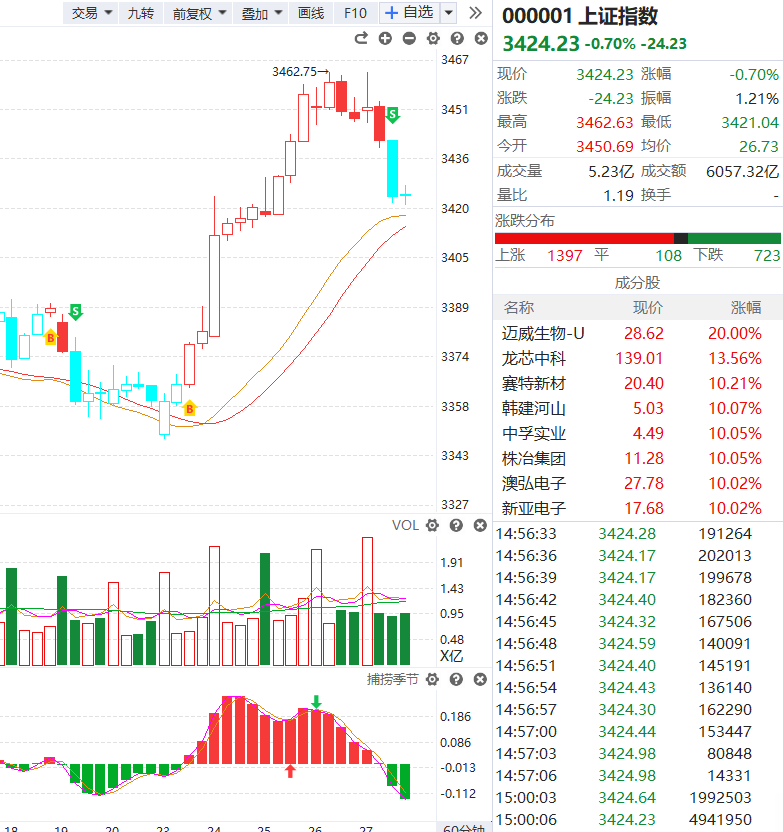 交易 九转 前复权 叠加 画线 F10 + 自选
3462.75→
3467
3451
3436
3420
3405
3389
3374
3358
3343
3327
S
S
B
B
VOL
1.91
1.43
0.95
0.48
X亿
捕捞季节
0.186
0.086
-0.013
-0.112
18 19 20 23 24 25 26 27 60分钟
000001 上证指数
3424.23 -0.70% -24.23
现价 3424.23 涨幅 -0.70%
涨跌 -24.23 振幅 1.21%
最高 3462.63 最低 3421.04
今开 3450.69 均价 26.73
成交量 5.23亿 成交额 6057.32亿
量比 1.19 换手 -
涨跌分布
上涨 1397 平 108 下跌 723
成分股
名称 现价 涨幅
迈威生物-U 28.62 20.00%
龙芯中科 139.01 13.56%
赛特新材 20.40 10.21%
韩建河山 5.03 10.07%
中孚实业 4.49 10.05%
株冶集团 11.28 10.05%
澳弘电子 27.78 10.02%
新亚电子 17.68 10.02%
14:56:33 3424.28 191264
14:56:36 3424.17 202013
14:56:39 3424.17 199678
14:56:42 3424.40 182360
14:56:45 3424.32 167506
14:56:48 3424.59 140091
14:56:51 3424.40 145191
14:56:54 3424.43 136140
14:56:57 3424.30 162290
14:57:00 3424.44 153447
14:57:03 3424.98 80848
14:57:06 3424.98 14331
15:00:03 3424.64 1992503
15:00:06 3424.23 4941950